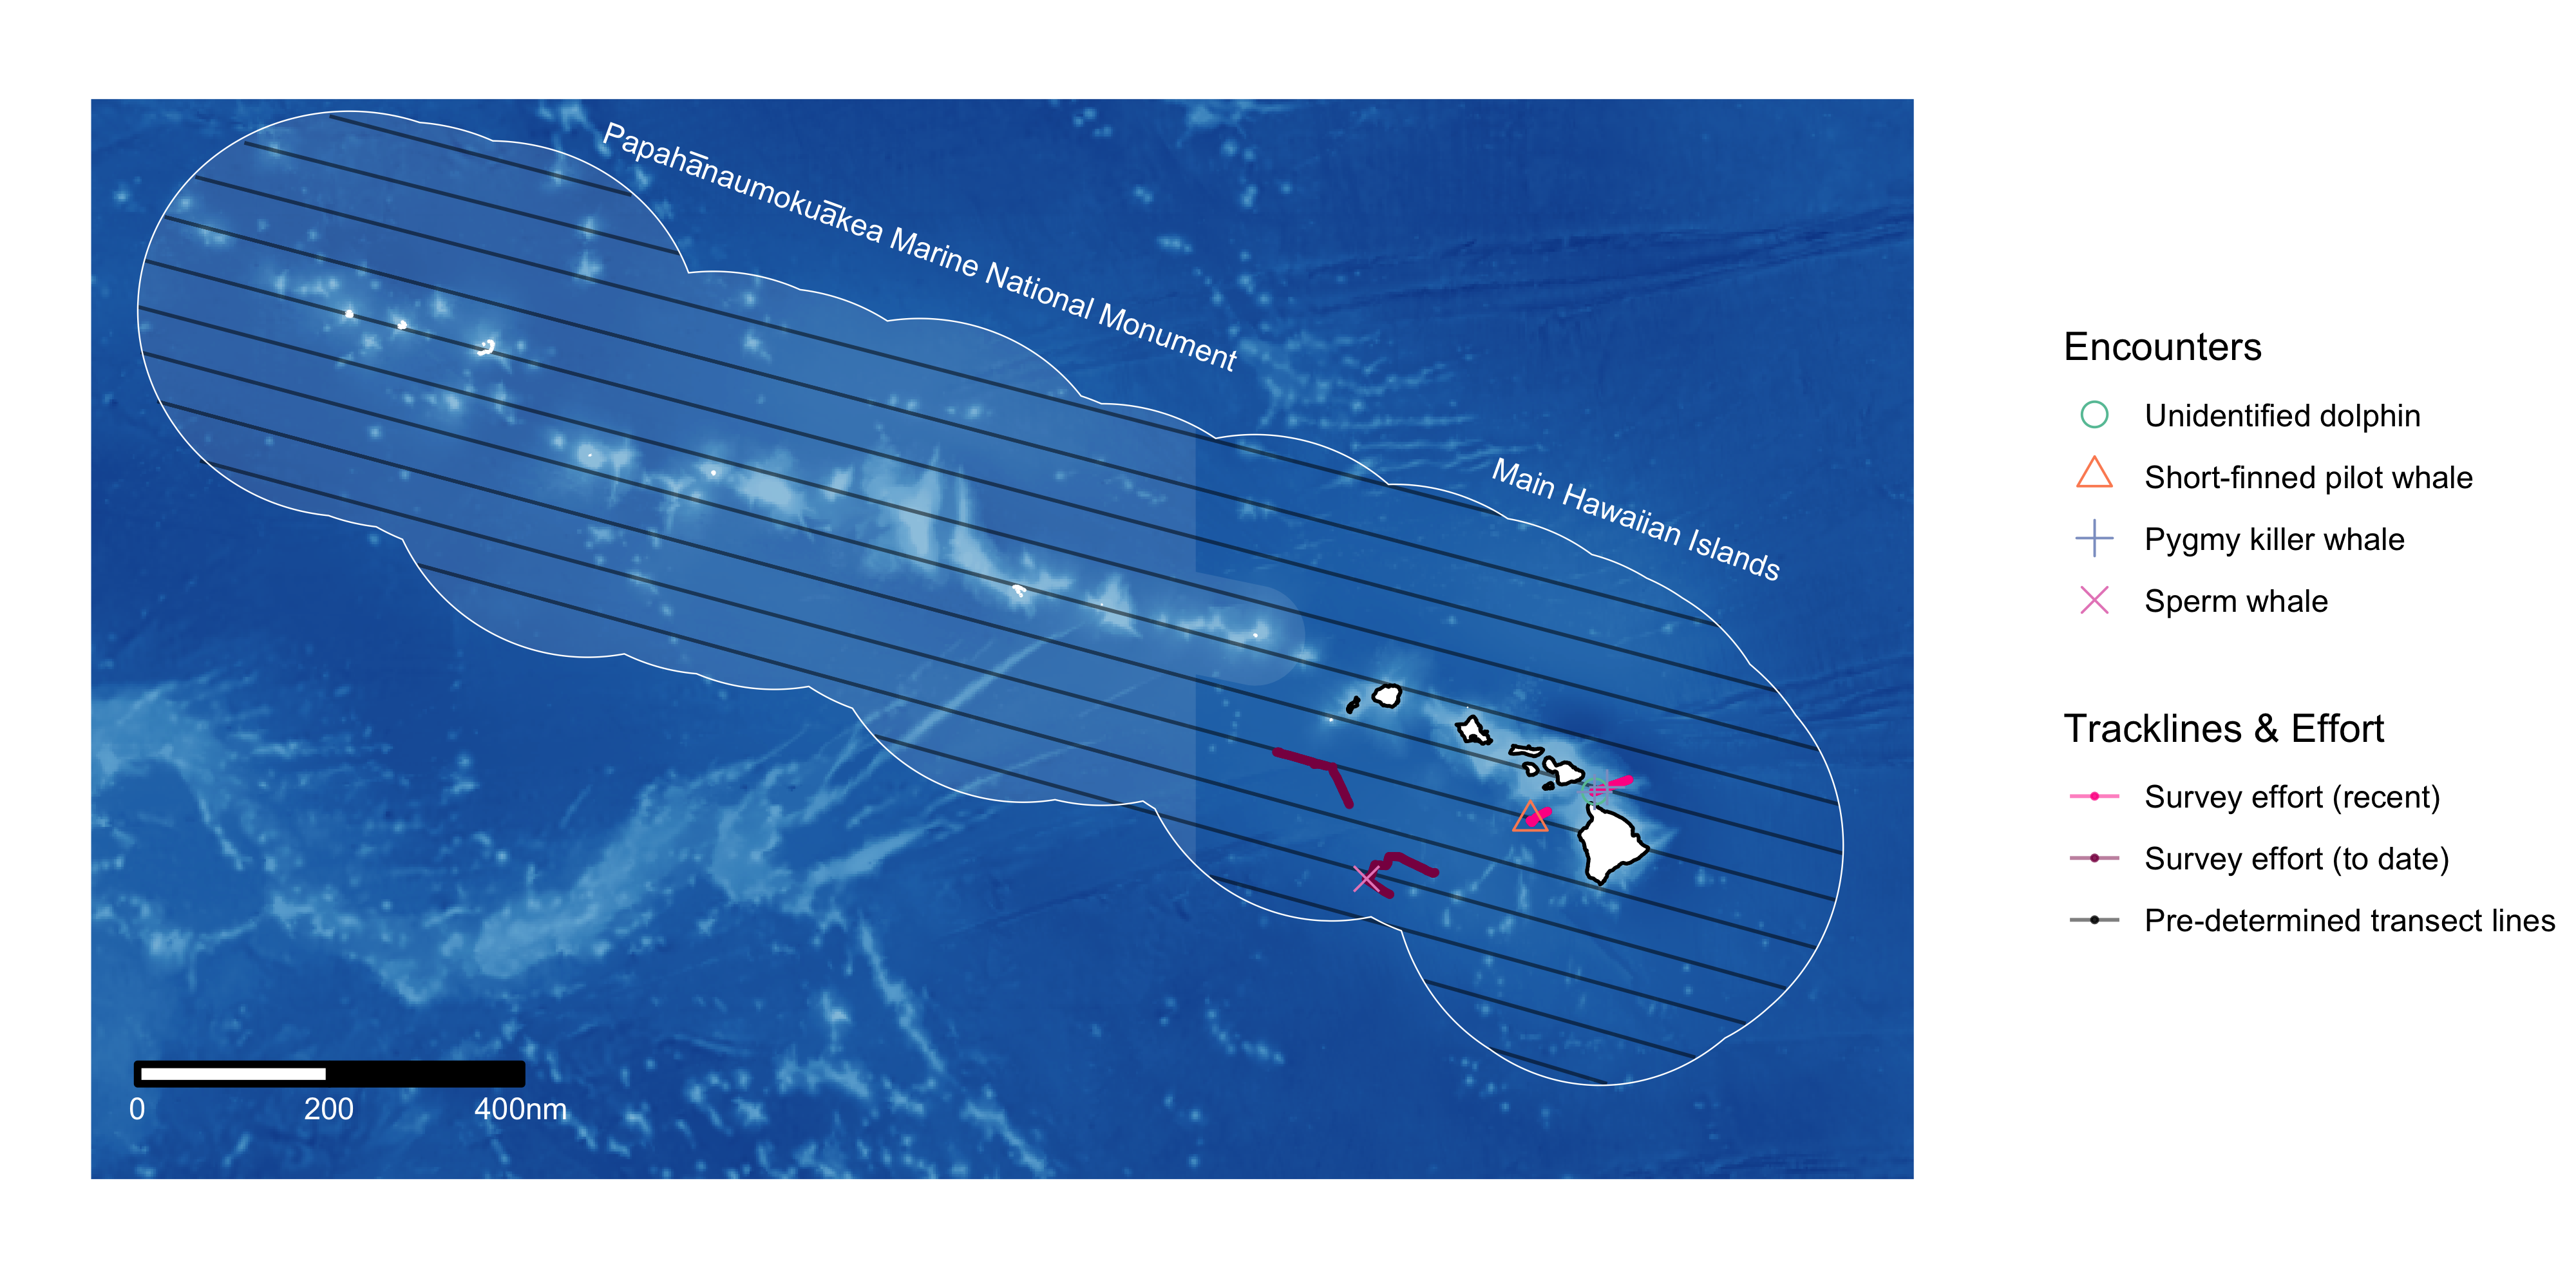 Papahānaumokuākea Marine National Monument
Main Hawaiian Islands
0 200 400nm
Encounters
Unidentified dolphin
Short-finned pilot whale
Pygmy killer whale
Sperm whale
Tracklines & Effort
Survey effort (recent)
Survey effort (to date)
Pre-determined transect lines